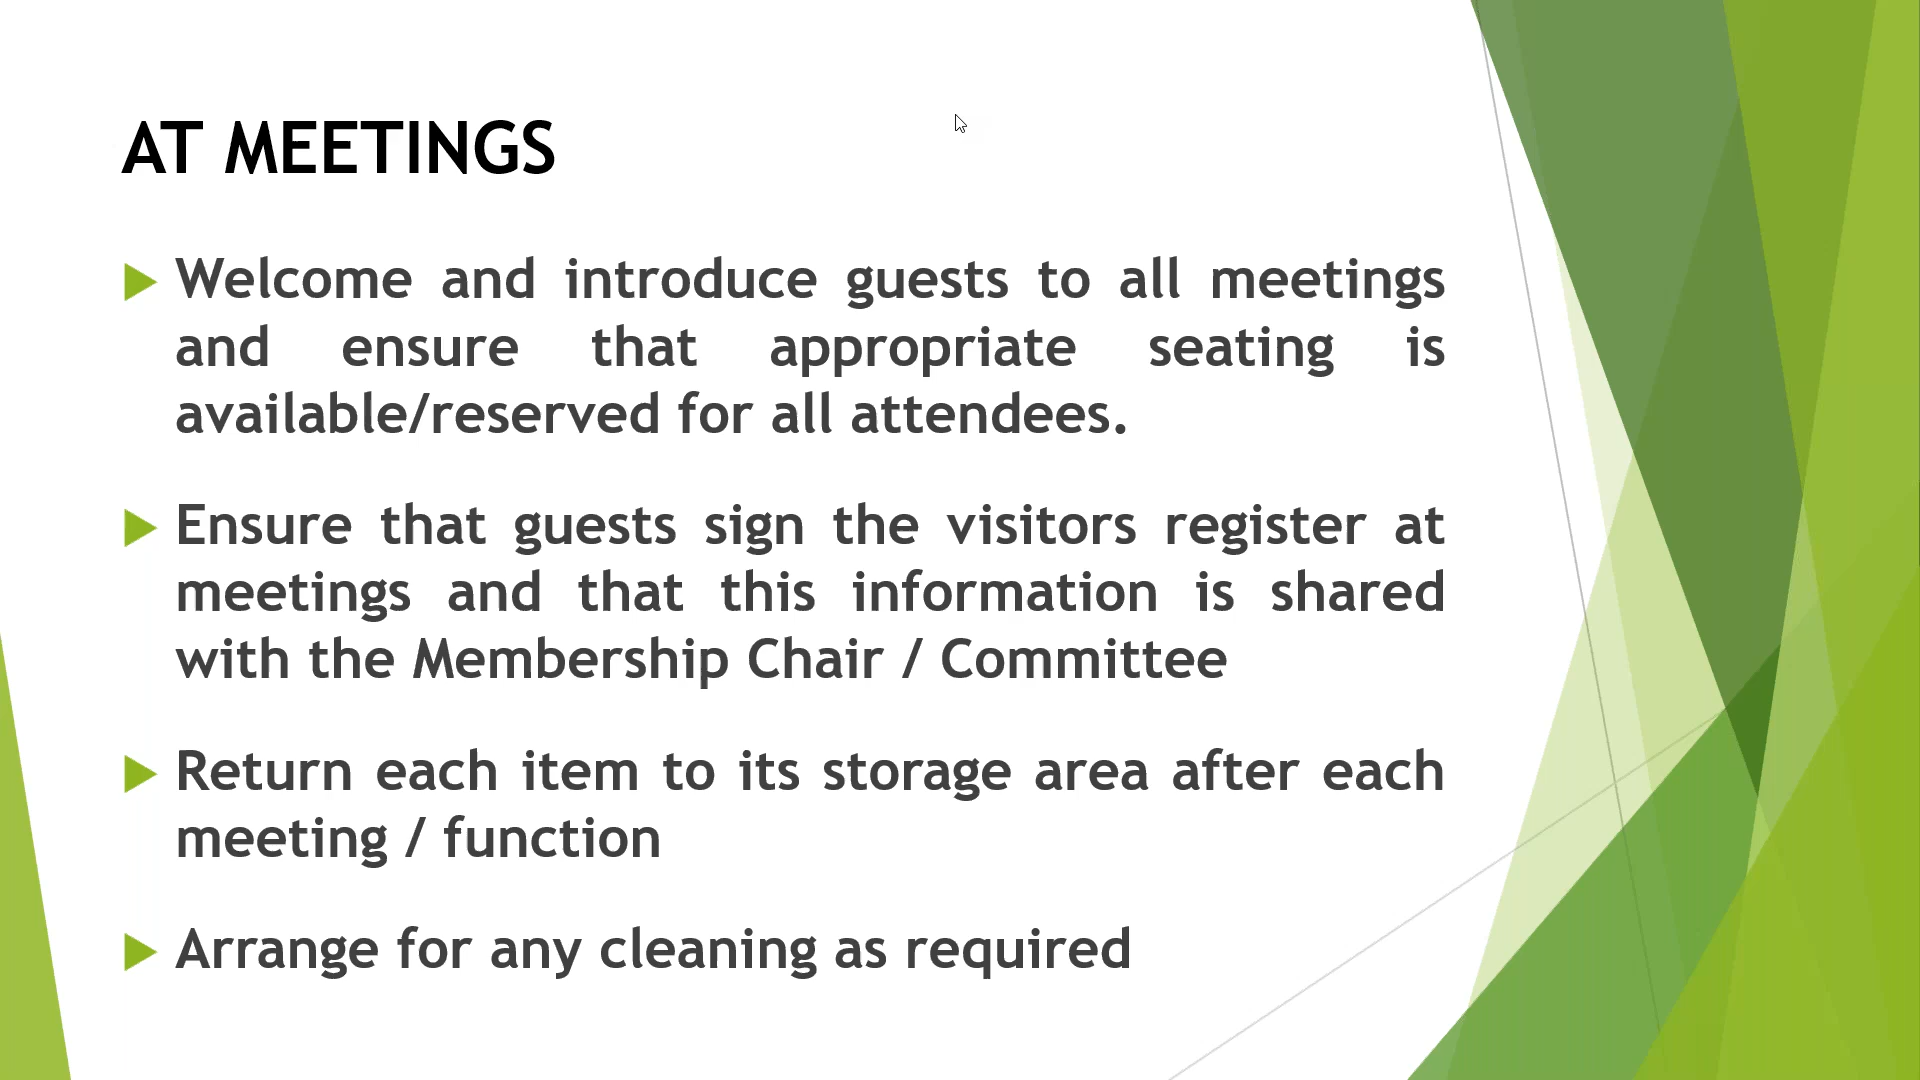 AT MEETINGS
Welcome and introduce guests to all meetings
and ensure that appropriate seating is
available/reserved for all attendees.
Ensure that guests sign the visitors register at
meetings and that this information is shared
with the Membership Chair / Committee
Return each item to its storage area after each
meeting / function
Arrange for any cleaning as required